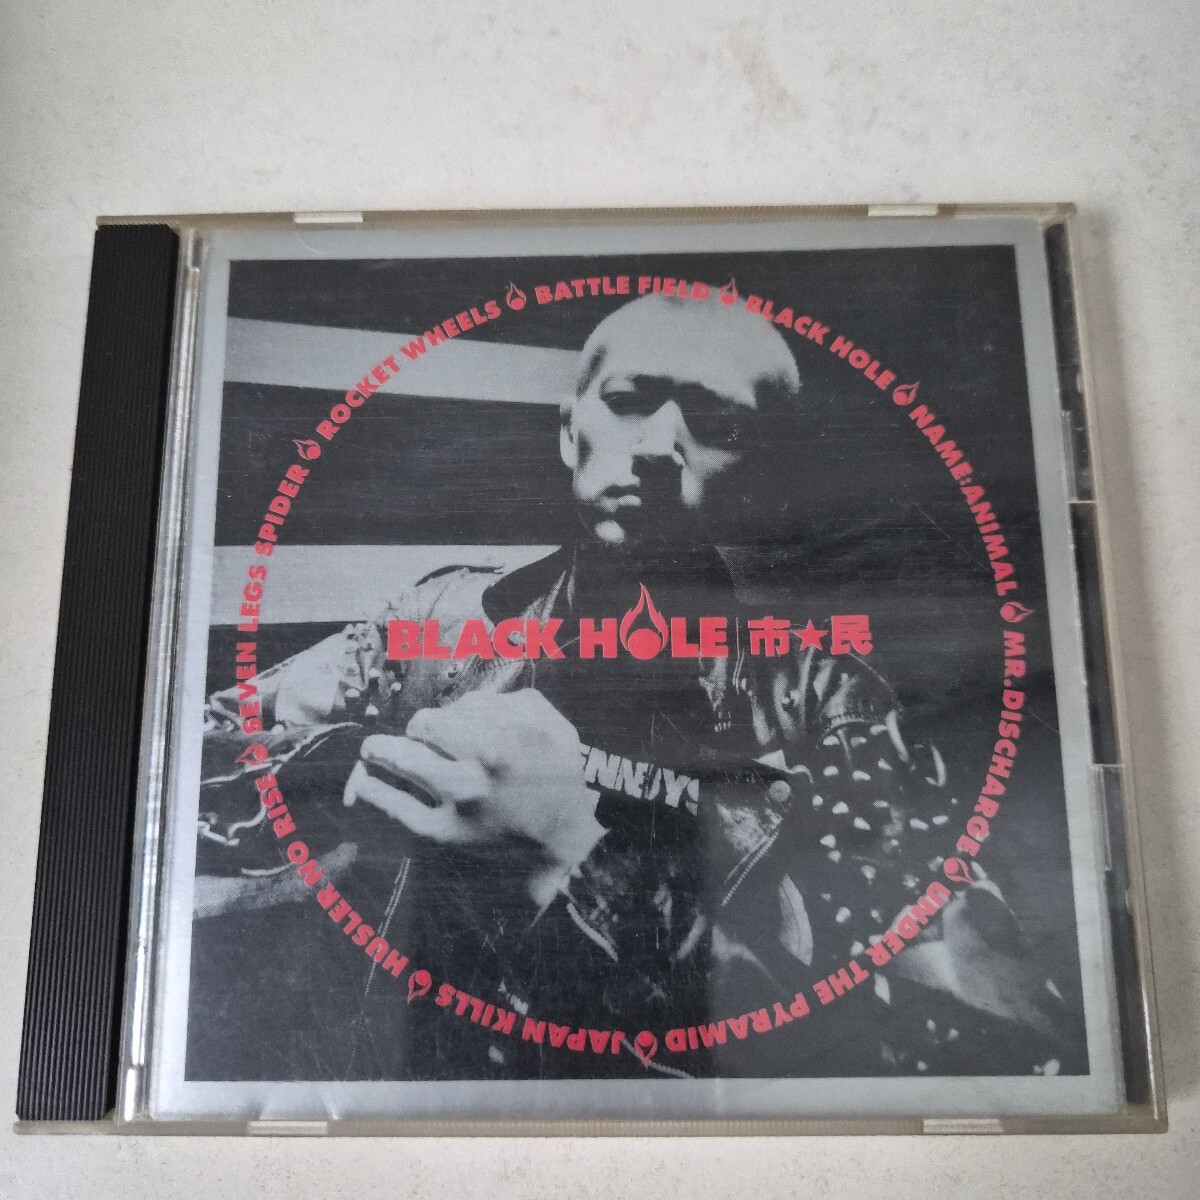 BATTLE FIELD
BLACK HOLE
NAME:ANIMAL
MR.DISCHARGE
UNDER THE PYRAMID
JAPAN KILLS
HUSLER NO RISE
SEVEN LEGS SPIDER
ROCKET WHEELS
BLACK HOLE | 市★民